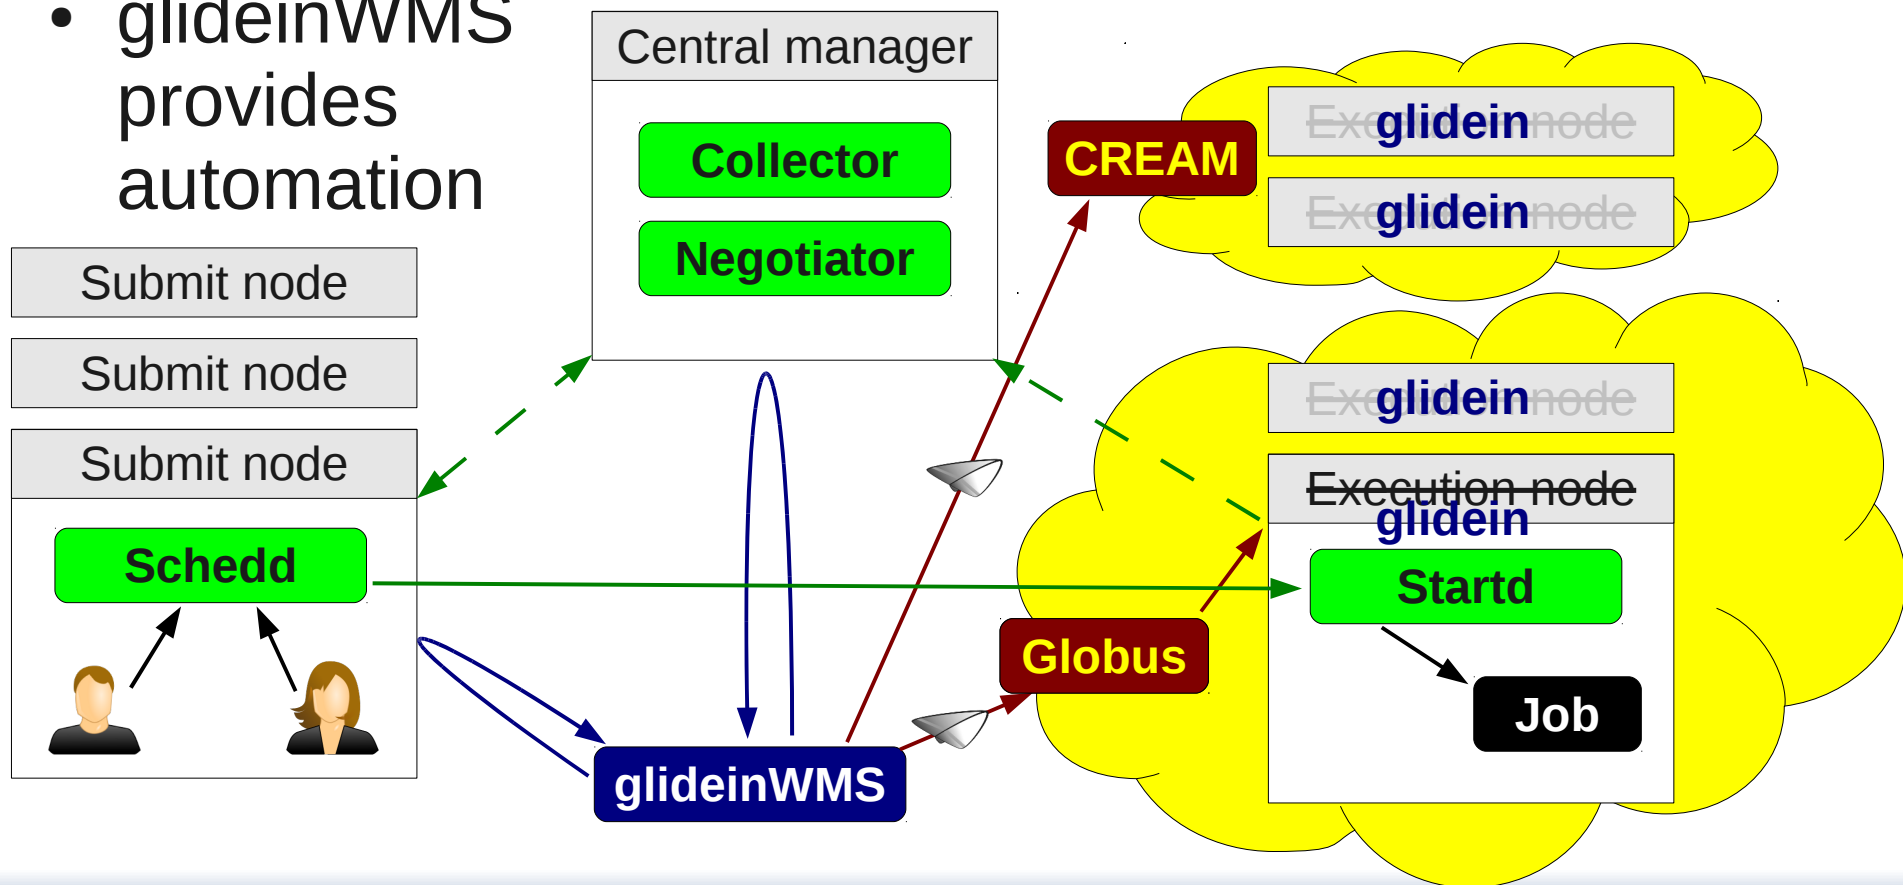 • glideinWMS
provides
automation
Central manager
Collector
Negotiator
Submit node
Submit node
Submit node
Schedd
glideinWMS
CREAM
Execution node
glidein
Execution node
glidein
Globus
Execution node
glidein
Execution node
glidein
Startd
Job